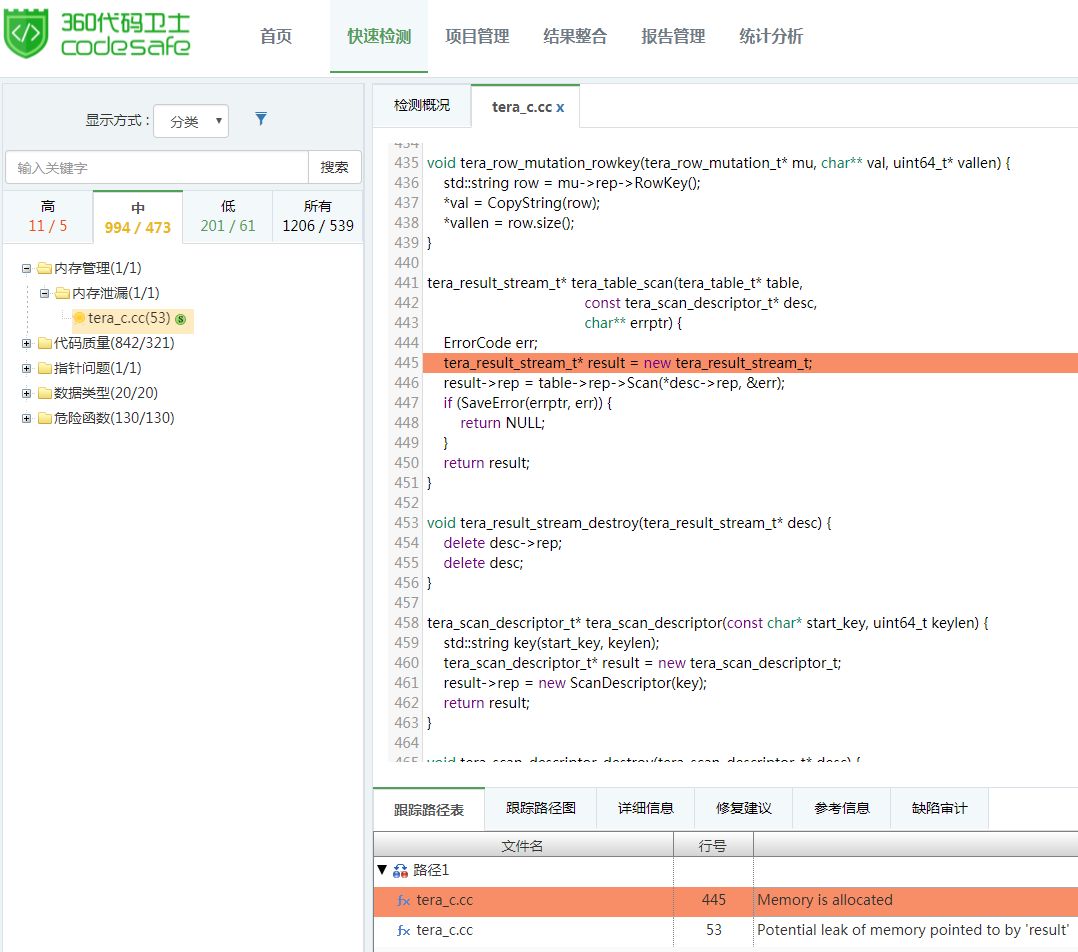 360代码卫士
codesafe
首页 快速检测 项目管理 结果整合 报告管理 统计分析
显示方式 : 分类
输入关键字 搜索
高 中 低 所有
11 / 5 994 / 473 201 / 61 1206 / 539
内存管理(1/1)
内存泄漏(1/1)
tera_c.cc(53) S
代码质量(842/321)
指针问题(1/1)
数据类型(20/20)
危险函数(130/130)
检测概况 tera_c.cc x
434
435 void tera_row_mutation_rowkey(tera_row_mutation_t* mu, char** val, uint64_t* vallen) {
436 std::string row = mu->rep->RowKey();
437 *val = CopyString(row);
438 *vallen = row.size();
439 }
440
441 tera_result_stream_t* tera_table_scan(tera_table_t* table,
442 const tera_scan_descriptor_t* desc,
443 char** errptr) {
444 ErrorCode err;
445 tera_result_stream_t* result = new tera_result_stream_t;
446 result->rep = table->rep->Scan(*desc->rep, &err);
447 if (SaveError(errptr, err)) {
448 return NULL;
449 }
450 return result;
451 }
452
453 void tera_result_stream_destroy(tera_result_stream_t* desc) {
454 delete desc->rep;
455 delete desc;
456 }
457
458 tera_scan_descriptor_t* tera_scan_descriptor(const char* start_key, uint64_t keylen) {
459 std::string key(start_key, keylen);
460 tera_scan_descriptor_t* result = new tera_scan_descriptor_t;
461 result->rep = new ScanDescriptor(key);
462 return result;
463 }
464
465 void tera_scan_descriptor_destroy(tera_scan_descriptor_t* desc) {
跟踪路径表 跟踪路径图 详细信息 修复建议 参考信息 缺陷审计
文件名 行号
路径1
fx tera_c.cc 445 Memory is allocated
fx tera_c.cc 53 Potential leak of memory pointed to by 'result'